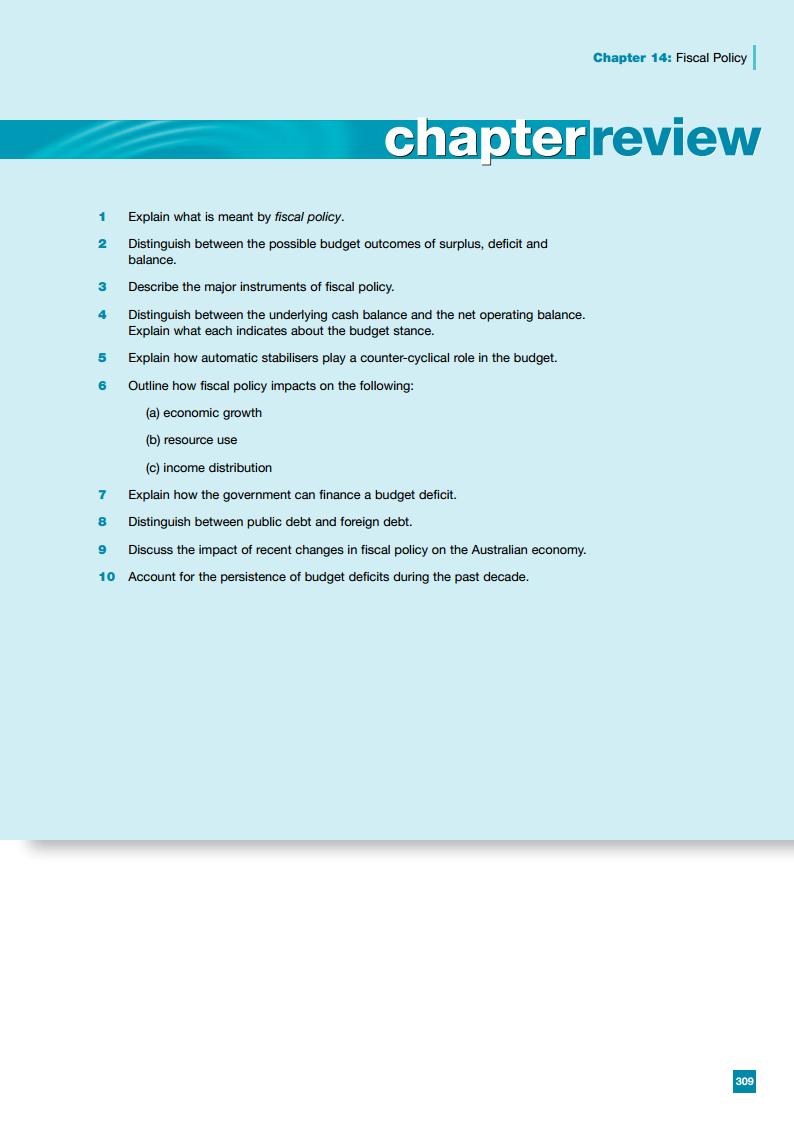 Chapter 14: Fiscal Policy
chapterreview
1 Explain what is meant by fiscal policy.
2 Distinguish between the possible budget outcomes of surplus, deficit and
balance.
3 Describe the major instruments of fiscal policy.
4 Distinguish between the underlying cash balance and the net operating balance.
Explain what each indicates about the budget stance.
5 Explain how automatic stabilisers play a counter-cyclical role in the budget.
6 Outline how fiscal policy impacts on the following:
(a) economic growth
(b) resource use
(c) income distribution
7 Explain how the government can finance a budget deficit.
8 Distinguish between public debt and foreign debt.
9 Discuss the impact of recent changes in fiscal policy on the Australian economy.
10 Account for the persistence of budget deficits during the past decade.
309